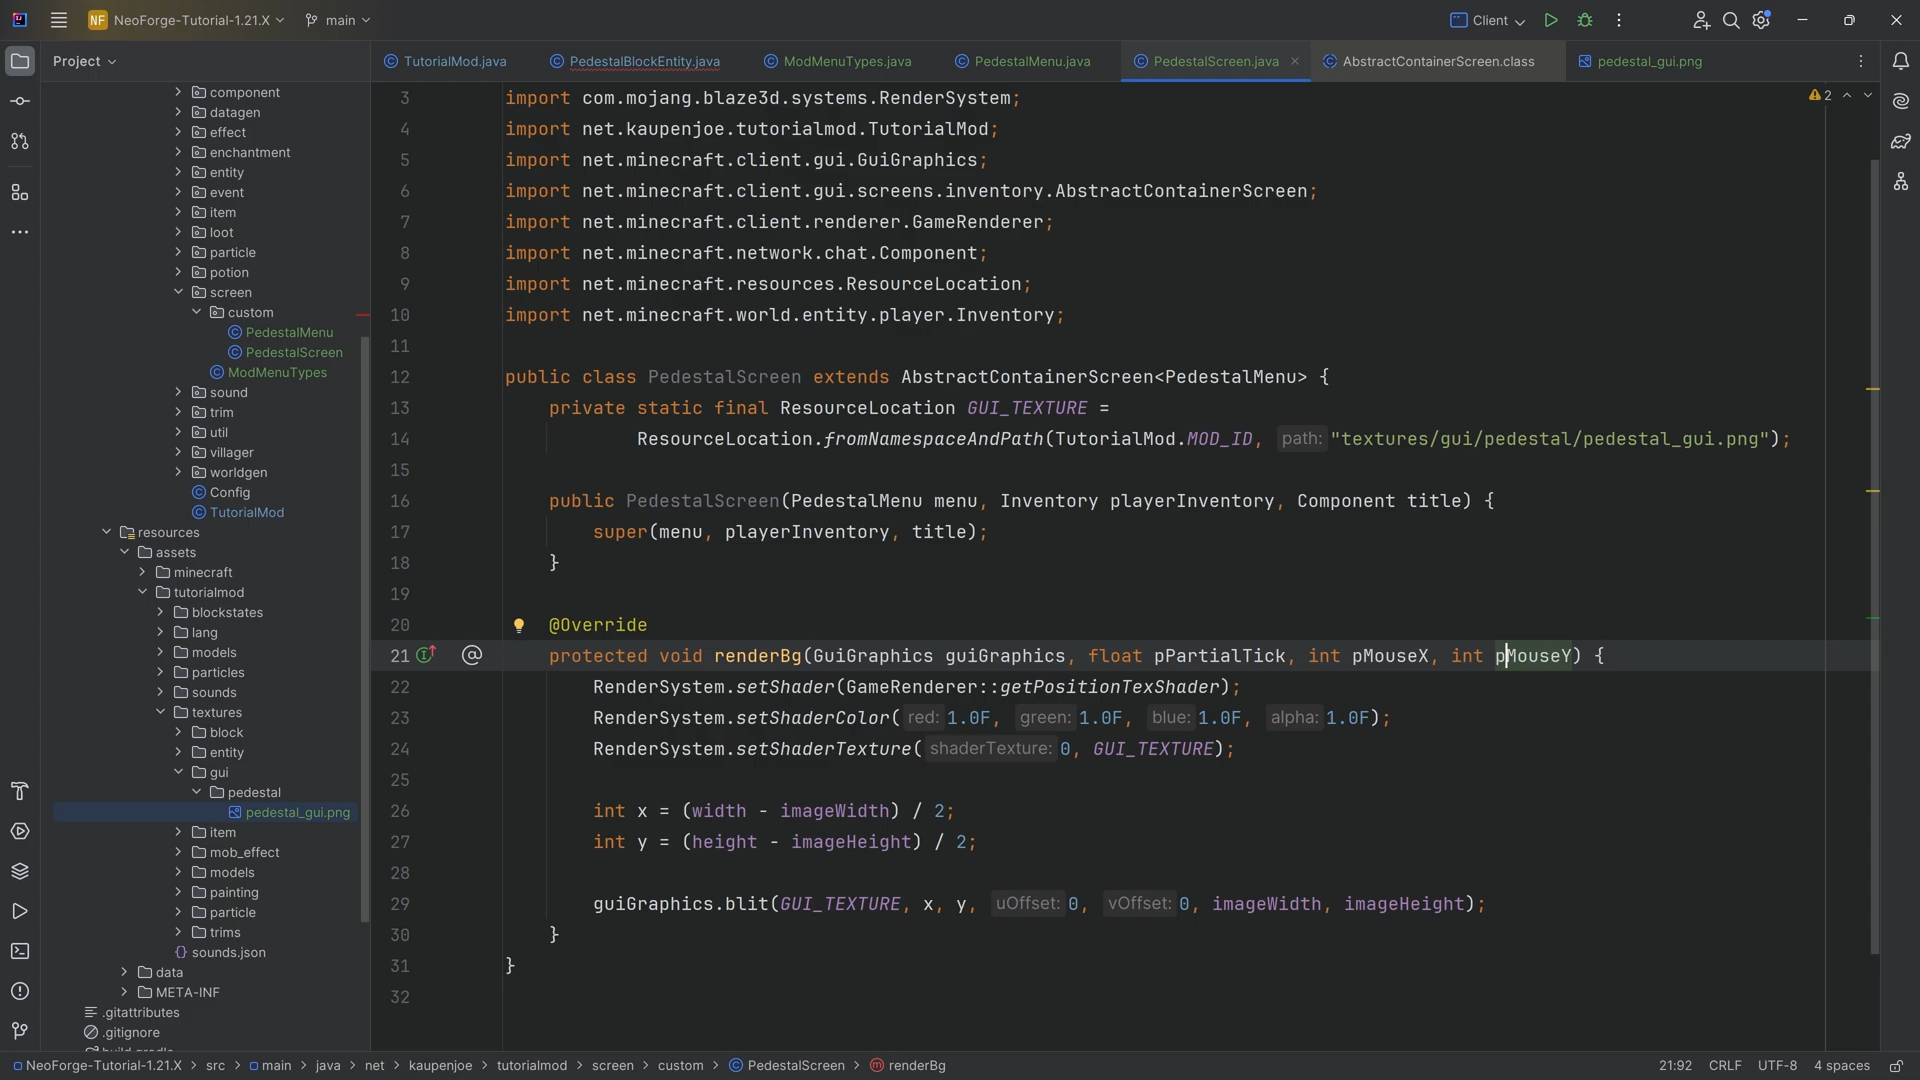 NF NeoForge-Tutorial-1.21.X main Client
Project
TutorialMod.java PedestalBlockEntity.java ModMenuTypes.java PedestalMenu.java PedestalScreen.java AbstractContainerScreen.class pedestal_gui.png
component
datagen
effect
enchantment
entity
event
item
loot
particle
potion
screen
custom
PedestalMenu
PedestalScreen
ModMenuTypes
sound
trim
util
villager
worldgen
Config
TutorialMod
resources
assets
minecraft
tutorialmod
blockstates
lang
models
particles
sounds
textures
block
entity
gui
pedestal
pedestal_gui.png
item
mob_effect
models
painting
particle
trims
sounds.json
data
META-INF
.gitattributes
.gitignore
2
3 import com.mojang.blaze3d.systems.RenderSystem;
4 import net.kaupenjoe.tutorialmod.TutorialMod;
5 import net.minecraft.client.gui.GuiGraphics;
6 import net.minecraft.client.gui.screens.inventory.AbstractContainerScreen;
7 import net.minecraft.client.renderer.GameRenderer;
8 import net.minecraft.network.chat.Component;
9 import net.minecraft.resources.ResourceLocation;
10 import net.minecraft.world.entity.player.Inventory;
11
12 public class PedestalScreen extends AbstractContainerScreen<PedestalMenu> {
13 private static final ResourceLocation GUI_TEXTURE =
14 ResourceLocation.fromNamespaceAndPath(TutorialMod.MOD_ID, path: "textures/gui/pedestal/pedestal_gui.png");
15
16 public PedestalScreen(PedestalMenu menu, Inventory playerInventory, Component title) {
17 super(menu, playerInventory, title);
18 }
19
20 @Override
21 @ protected void renderBg(GuiGraphics guiGraphics, float pPartialTick, int pMouseX, int pMouseY) {
22 RenderSystem.setShader(GameRenderer::getPositionTexShader);
23 RenderSystem.setShaderColor( red: 1.0F, green: 1.0F, blue: 1.0F, alpha: 1.0F);
24 RenderSystem.setShaderTexture( shaderTexture: 0, GUI_TEXTURE);
25
26 int x = (width - imageWidth) / 2;
27 int y = (height - imageHeight) / 2;
28
29 guiGraphics.blit(GUI_TEXTURE, x, y, uOffset: 0, vOffset: 0, imageWidth, imageHeight);
30 }
31 }
32
NeoForge-Tutorial-1.21.X > src > main > java > net > kaupenjoe > tutorialmod > screen > custom > PedestalScreen > renderBg 21:92 CRLF UTF-8 4 spaces